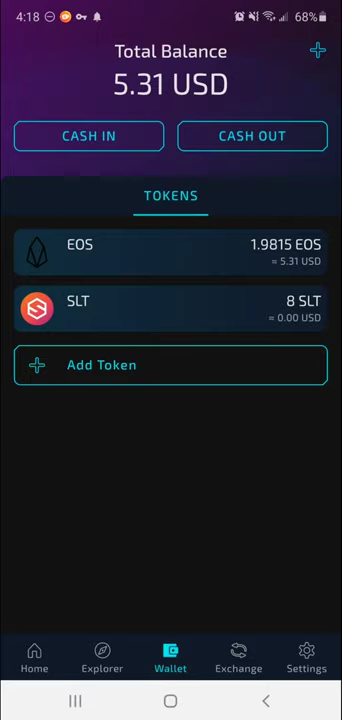 4:18 68%
Total Balance
5.31 USD
CASH IN CASH OUT
TOKENS
EOS 1.9815 EOS
= 5.31 USD
SLT 8 SLT
= 0.00 USD
Add Token
Home Explorer Wallet Exchange Settings